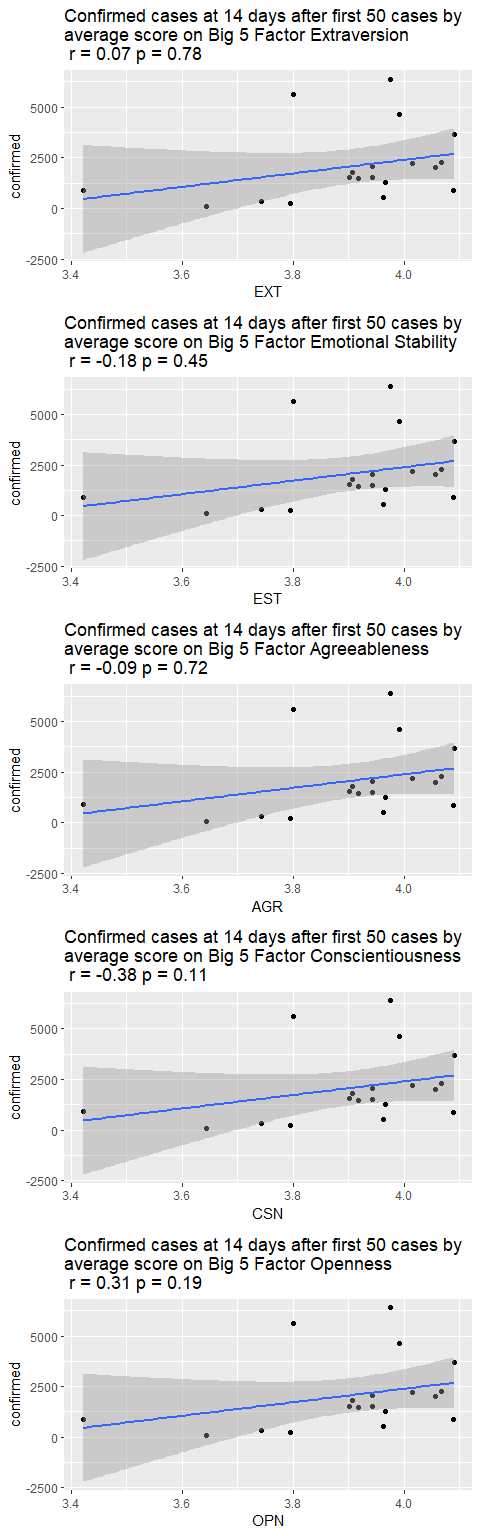 Confirmed cases at 14 days after first 50 cases by
average score on Big 5 Factor Extraversion
r = 0.07 p = 0.78
confirmed
5000
2500
0
-2500
3.4 3.6 3.8 4.0
EXT
Confirmed cases at 14 days after first 50 cases by
average score on Big 5 Factor Emotional Stability
r = -0.18 p = 0.45
confirmed
5000
2500
0
-2500
3.4 3.6 3.8 4.0
EST
Confirmed cases at 14 days after first 50 cases by
average score on Big 5 Factor Agreeableness
r = -0.09 p = 0.72
confirmed
5000
2500
0
-2500
3.4 3.6 3.8 4.0
AGR
Confirmed cases at 14 days after first 50 cases by
average score on Big 5 Factor Conscientiousness
r = -0.38 p = 0.11
confirmed
5000
2500
0
-2500
3.4 3.6 3.8 4.0
CSN
Confirmed cases at 14 days after first 50 cases by
average score on Big 5 Factor Openness
r = 0.31 p = 0.19
confirmed
5000
2500
0
-2500
3.4 3.6 3.8 4.0
OPN